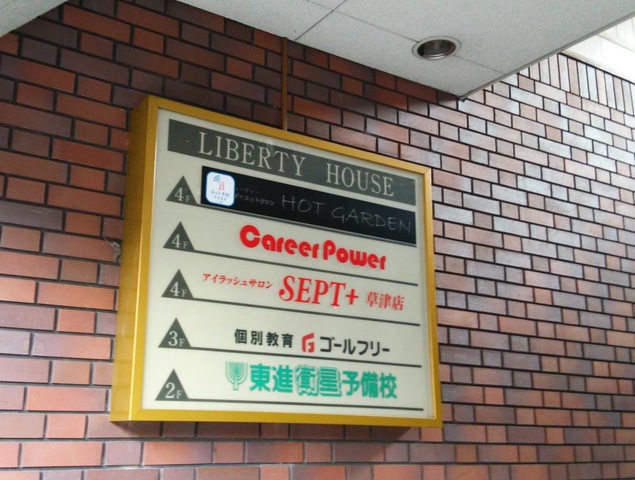 LIBERTY HOUSE
4F HOT GARDEN
4F Career Power
4F アイラッシュサロン SEPT+ 草津店
3F 個別教育 ゴールフリー
2F 東進衛星予備校